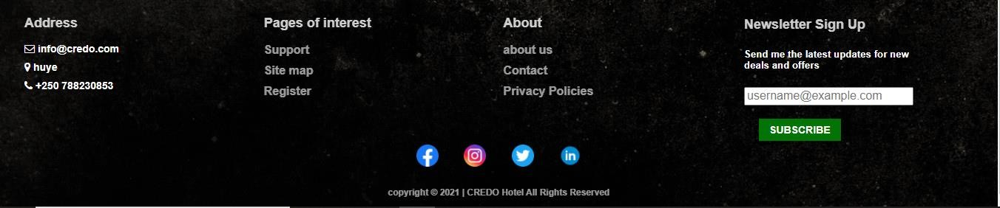 Address
info@credo.com
huye
+250 788230853
Pages of interest
Support
Site map
Register
About
about us
Contact
Privacy Policies
Newsletter Sign Up
Send me the latest updates for new
deals and offers
username@example.com
SUBSCRIBE
in
copyright © 2021 | CREDO Hotel All Rights Reserved